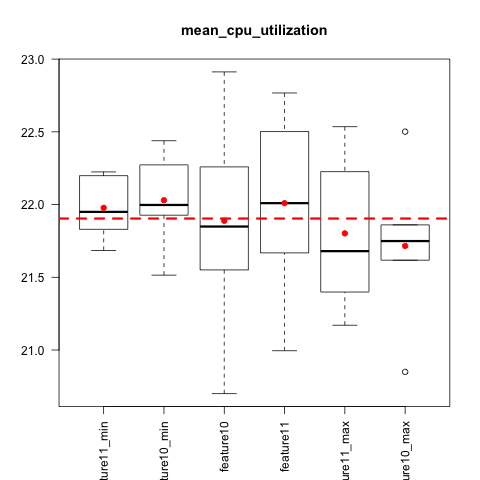 mean_cpu_utilization
23.0
22.5
22.0
21.5
21.0
ture11_min
ture10_min
feature10
feature11
ure11_max
ure10_max